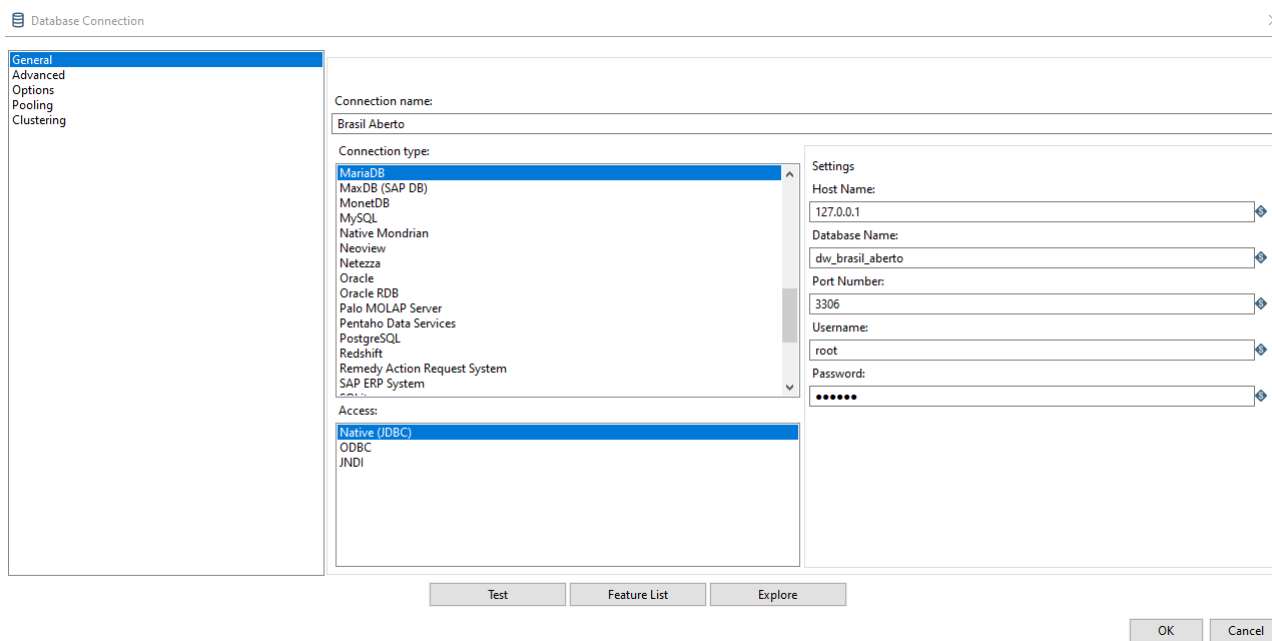 Database Connection
General
Advanced
Options
Pooling
Clustering
Connection name:
Brasil Aberto
Connection type:
MariaDB
MaxDB (SAP DB)
MonetDB
MySQL
Native Mondrian
Neoview
Netezza
Oracle
Oracle RDB
Palo MOLAP Server
Pentaho Data Services
PostgreSQL
Redshift
Remedy Action Request System
SAP ERP System
Access:
Native (JDBC)
ODBC
JNDI
Settings
Host Name:
127.0.0.1
Database Name:
dw_brasil_aberto
Port Number:
3306
Username:
root
Password:
●●●●●●
Test
Feature List
Explore
OK
Cancel